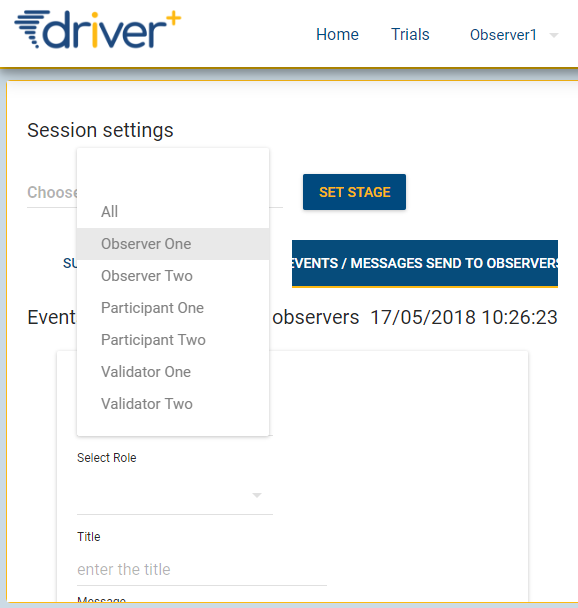 driver+
Home Trials Observer1
Session settings
Choose
SET STAGE
All
Observer One
Observer Two
Participant One
Participant Two
Validator One
Validator Two
SU
EVENTS / MESSAGES SEND TO OBSERVERS
Event observers 17/05/2018 10:26:23
Select Role
Title
enter the title
Message